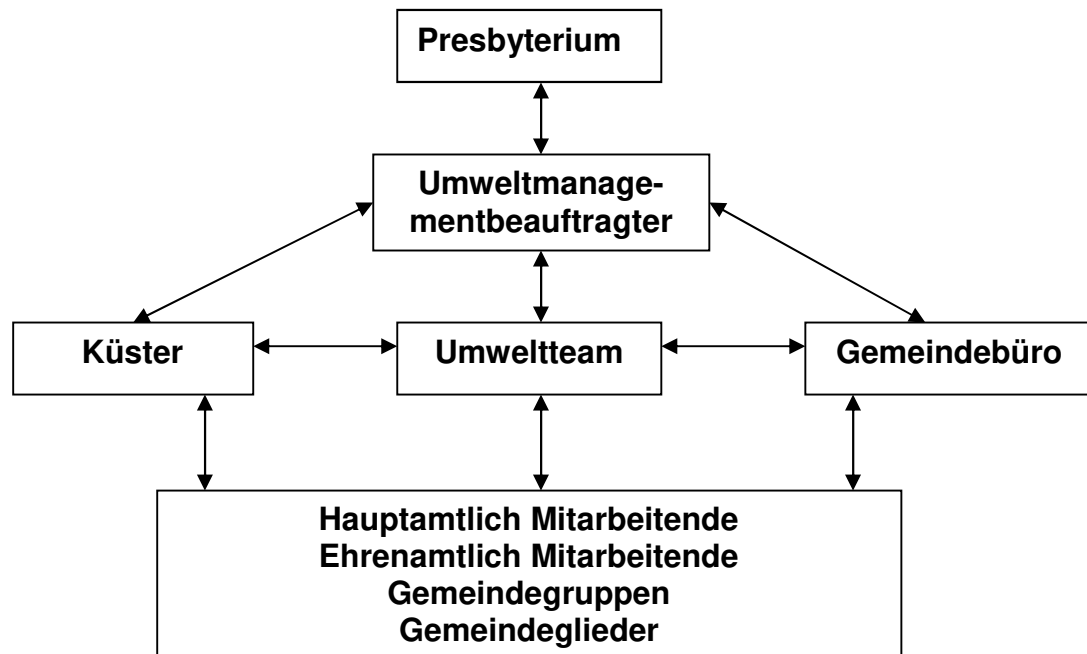 Presbyterium
Umweltmanage-
mentbeauftragter
Küster
Umweltteam
Gemeindebüro
Hauptamtlich Mitarbeitende
Ehrenamtlich Mitarbeitende
Gemeindegruppen
Gemeindeglieder